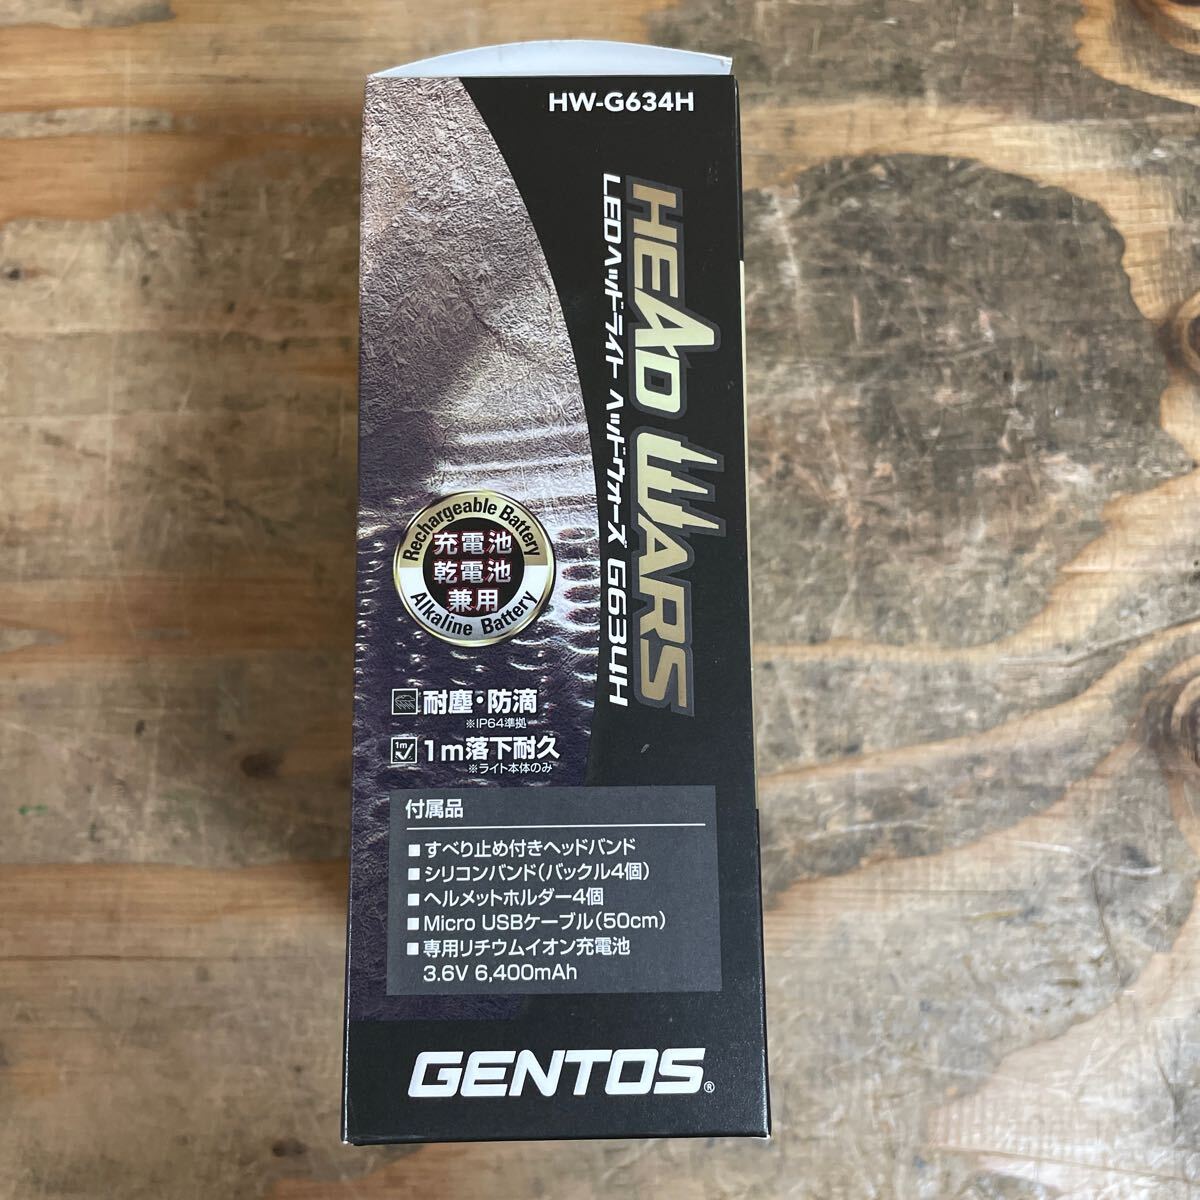 HW-G634H
HEAD WARS
LEDヘッドライト ヘッドウォーズ G634H
Rechargeable Battery
充電池
乾電池
兼用
Alkaline Battery
耐塵・防滴
※IP64準拠
1m
1m落下耐久
※ライト本体のみ
付属品
■すべり止め付きヘッドバンド
■シリコンバンド(バックル4個)
■ヘルメットホルダー4個
■Micro USBケーブル(50cm)
■専用リチウムイオン充電池
3.6V 6,400mAh
GENTOS®